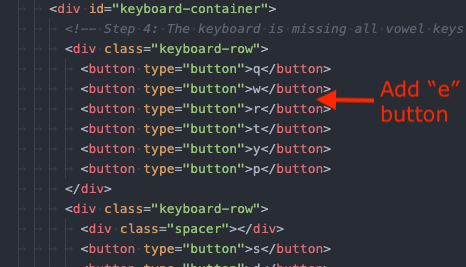 <div id="keyboard-container">
<!-- Step 4: The keyboard is missing all vowel keys
<div class="keyboard-row">
<button type="button">q</button>
<button type="button">w</button>
<button type="button">r</button>
<button type="button">t</button>
<button type="button">y</button>
<button type="button">p</button>
</div>
<div class="keyboard-row">
<div class="spacer"></div>
<button type="button">s</button>
Add “e”
button